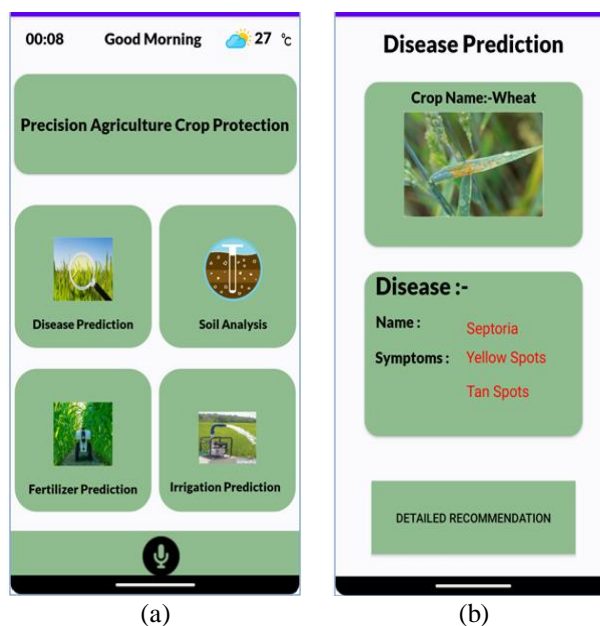 00:08 Good Morning 27 °C
Precision Agriculture Crop Protection
Disease Prediction Soil Analysis
Fertilizer Prediction Irrigation Prediction
(a)
Disease Prediction
Crop Name:-Wheat
Disease :-
Name : Septoria
Symptoms : Yellow Spots
Tan Spots
DETAILED RECOMMENDATION
(b)